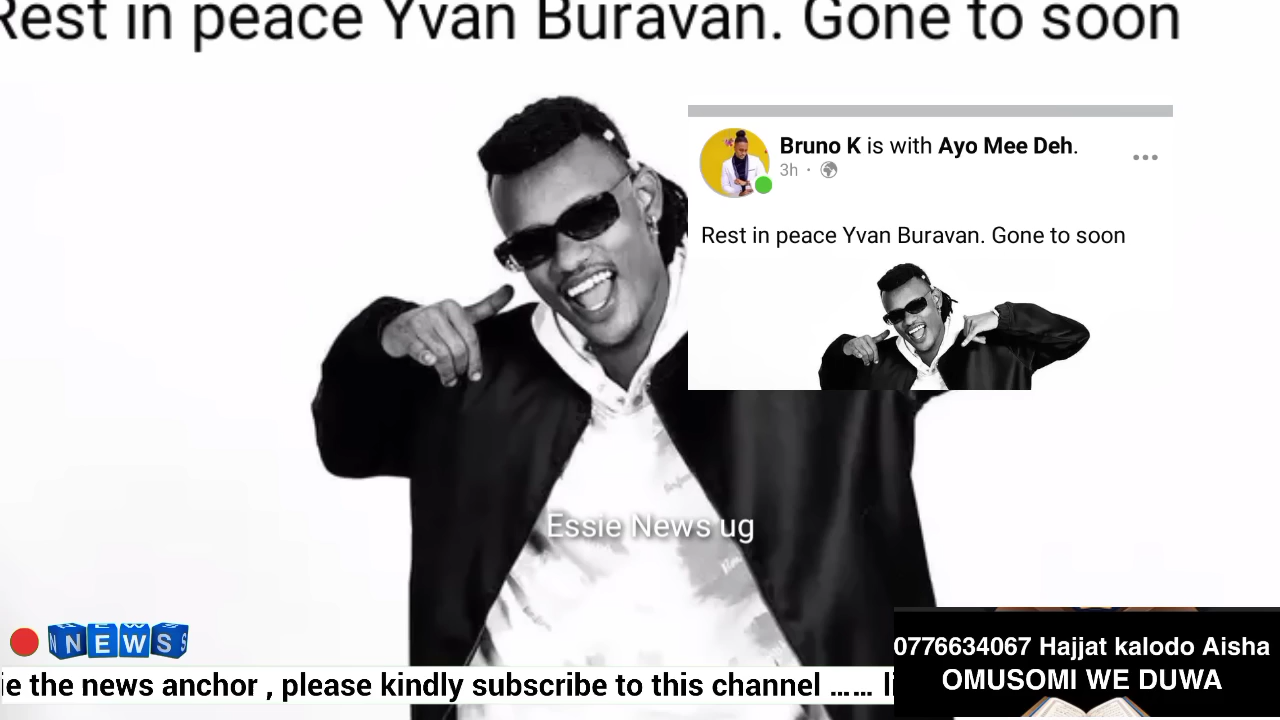 Rest in peace Yvan Buravan. Gone to soon
Bruno K is with Ayo Mee Deh.
3h ·
Rest in peace Yvan Buravan. Gone to soon
Essie News ug
NEWS
ie the news anchor , please kindly subscribe to this channel ...... li
0776634067 Hajjat kalodo Aisha
OMUSOMI WE DUWA